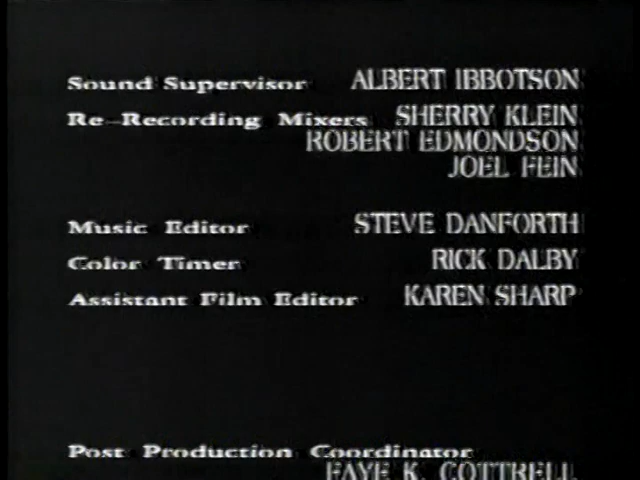 Sound Supervisor ALBERT IBBOTSON
Re-Recording Mixers SHERRY KLEIN
ROBERT EDMONDSON
JOEL FEIN
Music Editor STEVE DANFORTH
Color Timer RICK DALBY
Assistant Film Editor KAREN SHARP
Post Production Coordinator
FAYE K. COTTRELL